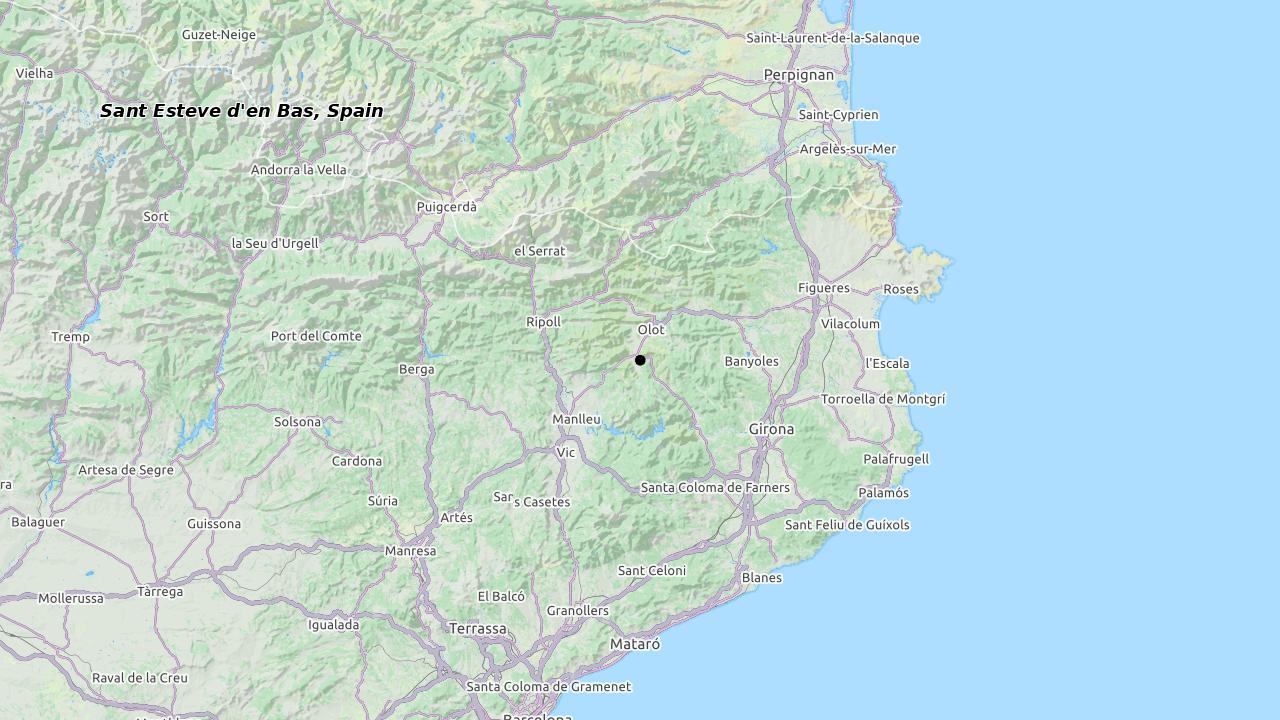 Guzet-Neige
Saint-Laurent-de-la-Salanque
Vielha
Perpignan
Sant Esteve d'en Bas, Spain
Saint-Cyprien
Argelès-sur-Mer
Andorra la Vella
Puigcerdà
Sort
la Seu d'Urgell
el Serrat
Figueres
Roses
Ripoll
Vilacolum
Olot
Tremp
Port del Comte
Banyoles
l'Escala
Berga
Torroella de Montgrí
Manlleu
Solsona
Girona
Vic
Cardona
Palafrugell
Artesa de Segre
ra
Santa Coloma de Farners
Palamós
Sar
s Casetes
Súria
Artés
Balaguer
Guissona
Sant Feliu de Guíxols
Manresa
Sant Celoni
Blanes
Tàrrega
Mollerussa
El Balcó
Granollers
Igualada
Terrassa
Mataró
Raval de la Creu
Santa Coloma de Gramenet
Barcelona